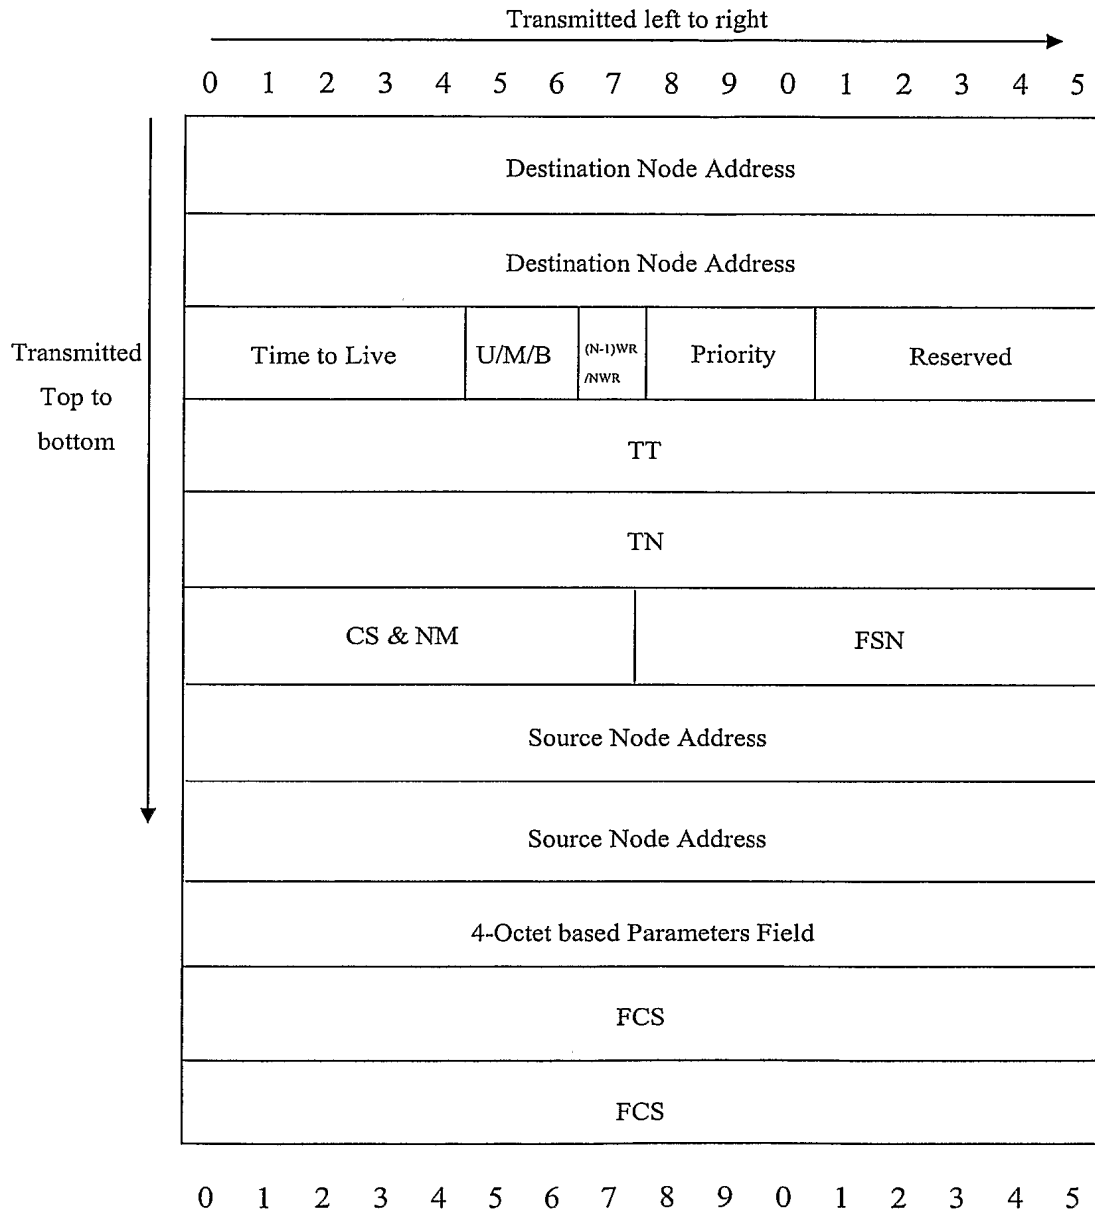 Transmitted left to right
0 1 2 3 4 5 6 7 8 9 0 1 2 3 4 5
Destination Node Address
Destination Node Address
Time to Live U/M/B (N-1)WR /NWR Priority Reserved
Transmitted
Top to
bottom
TT
TN
CS & NM FSN
Source Node Address
Source Node Address
4-Octet based Parameters Field
FCS
FCS
0 1 2 3 4 5 6 7 8 9 0 1 2 3 4 5